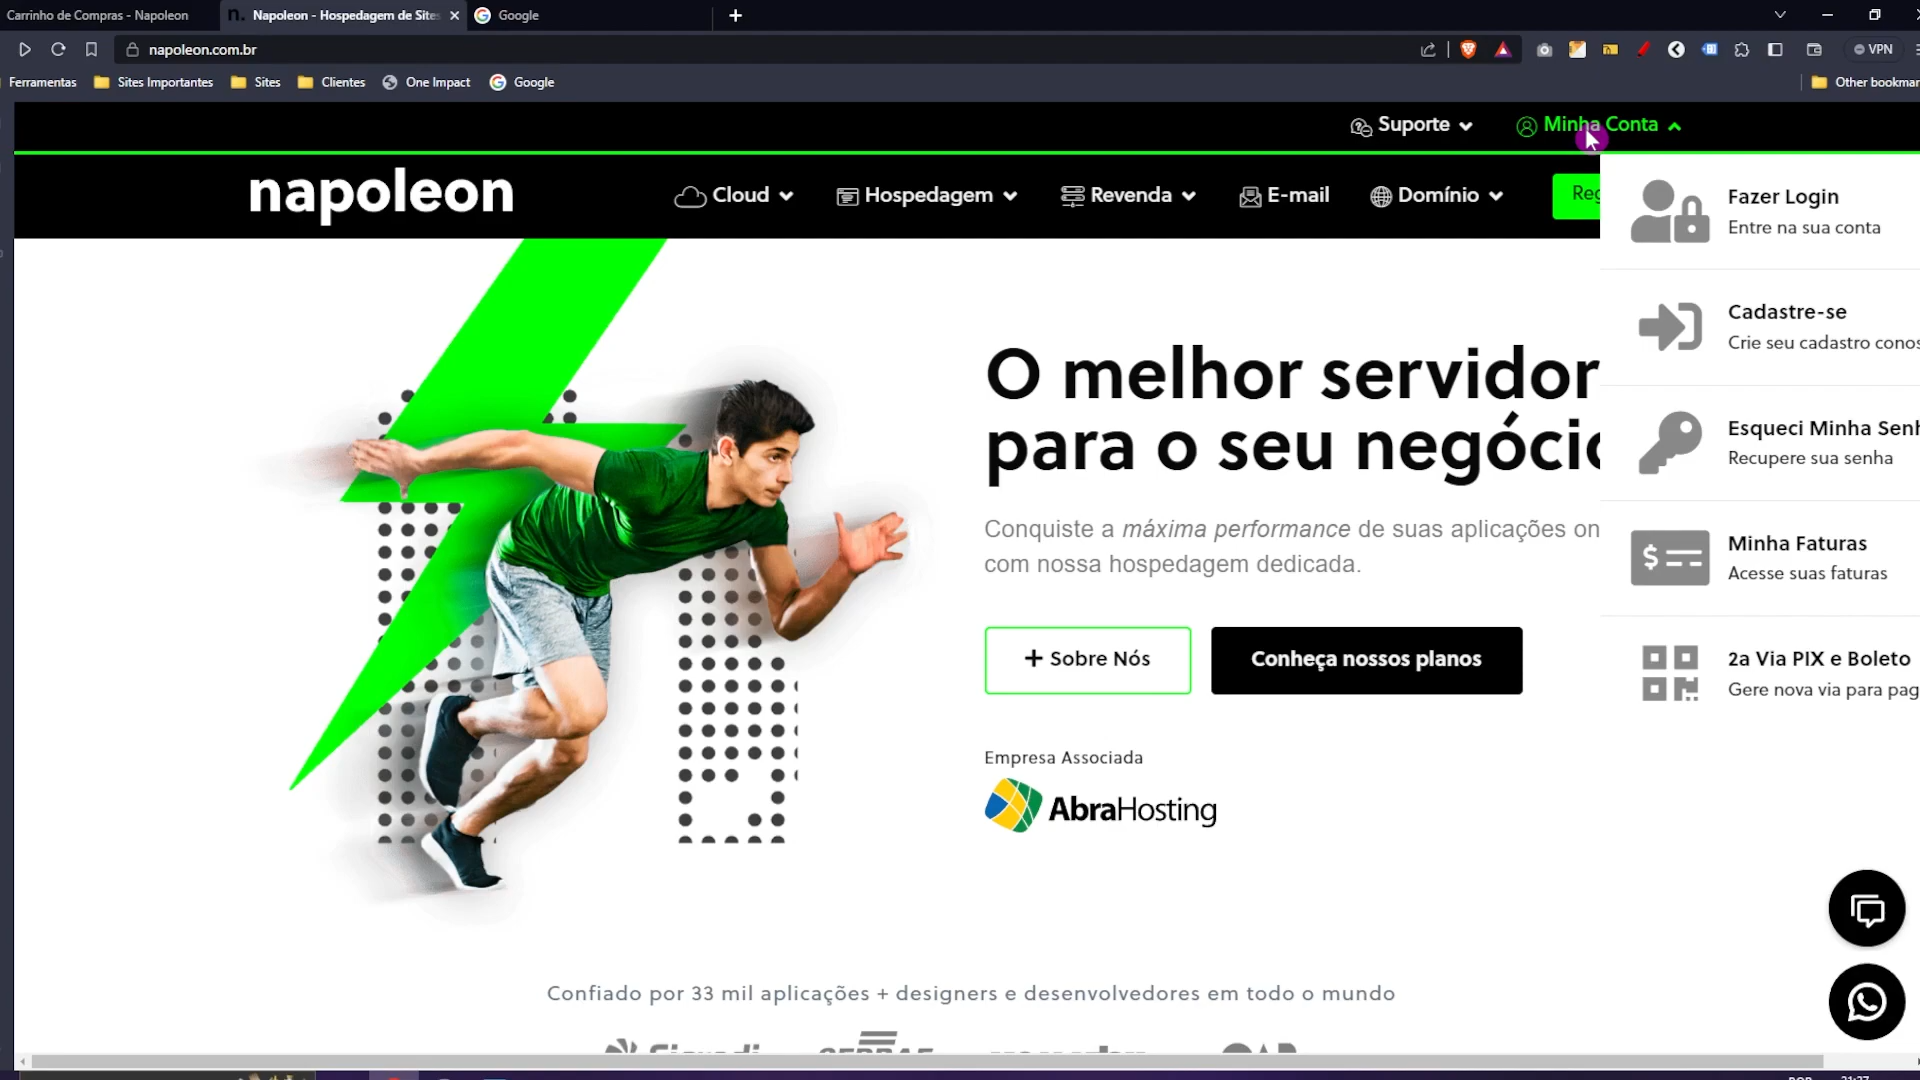 Carrinho de Compras - Napoleon
n. Napoleon - Hospedagem de Sites
Google
napoleon.com.br
VPN
Ferramentas
Sites Importantes
Sites
Clientes
One Impact
Google
Other bookmar
Suporte
Minha Conta
napoleon
Cloud
Hospedagem
Revenda
E-mail
Domínio
Reg
Fazer Login
Entre na sua conta
Cadastre-se
Crie seu cadastro conos
Esqueci Minha Senh
Recupere sua senha
Minha Faturas
Acesse suas faturas
2a Via PIX e Boleto
Gere nova via para pag
O melhor servidor
para o seu negócio
Conquiste a máxima performance de suas aplicações on
com nossa hospedagem dedicada.
+ Sobre Nós
Conheça nossos planos
Empresa Associada
AbraHosting
Confiado por 33 mil aplicações + designers e desenvolvedores em todo o mundo
SEBRAE